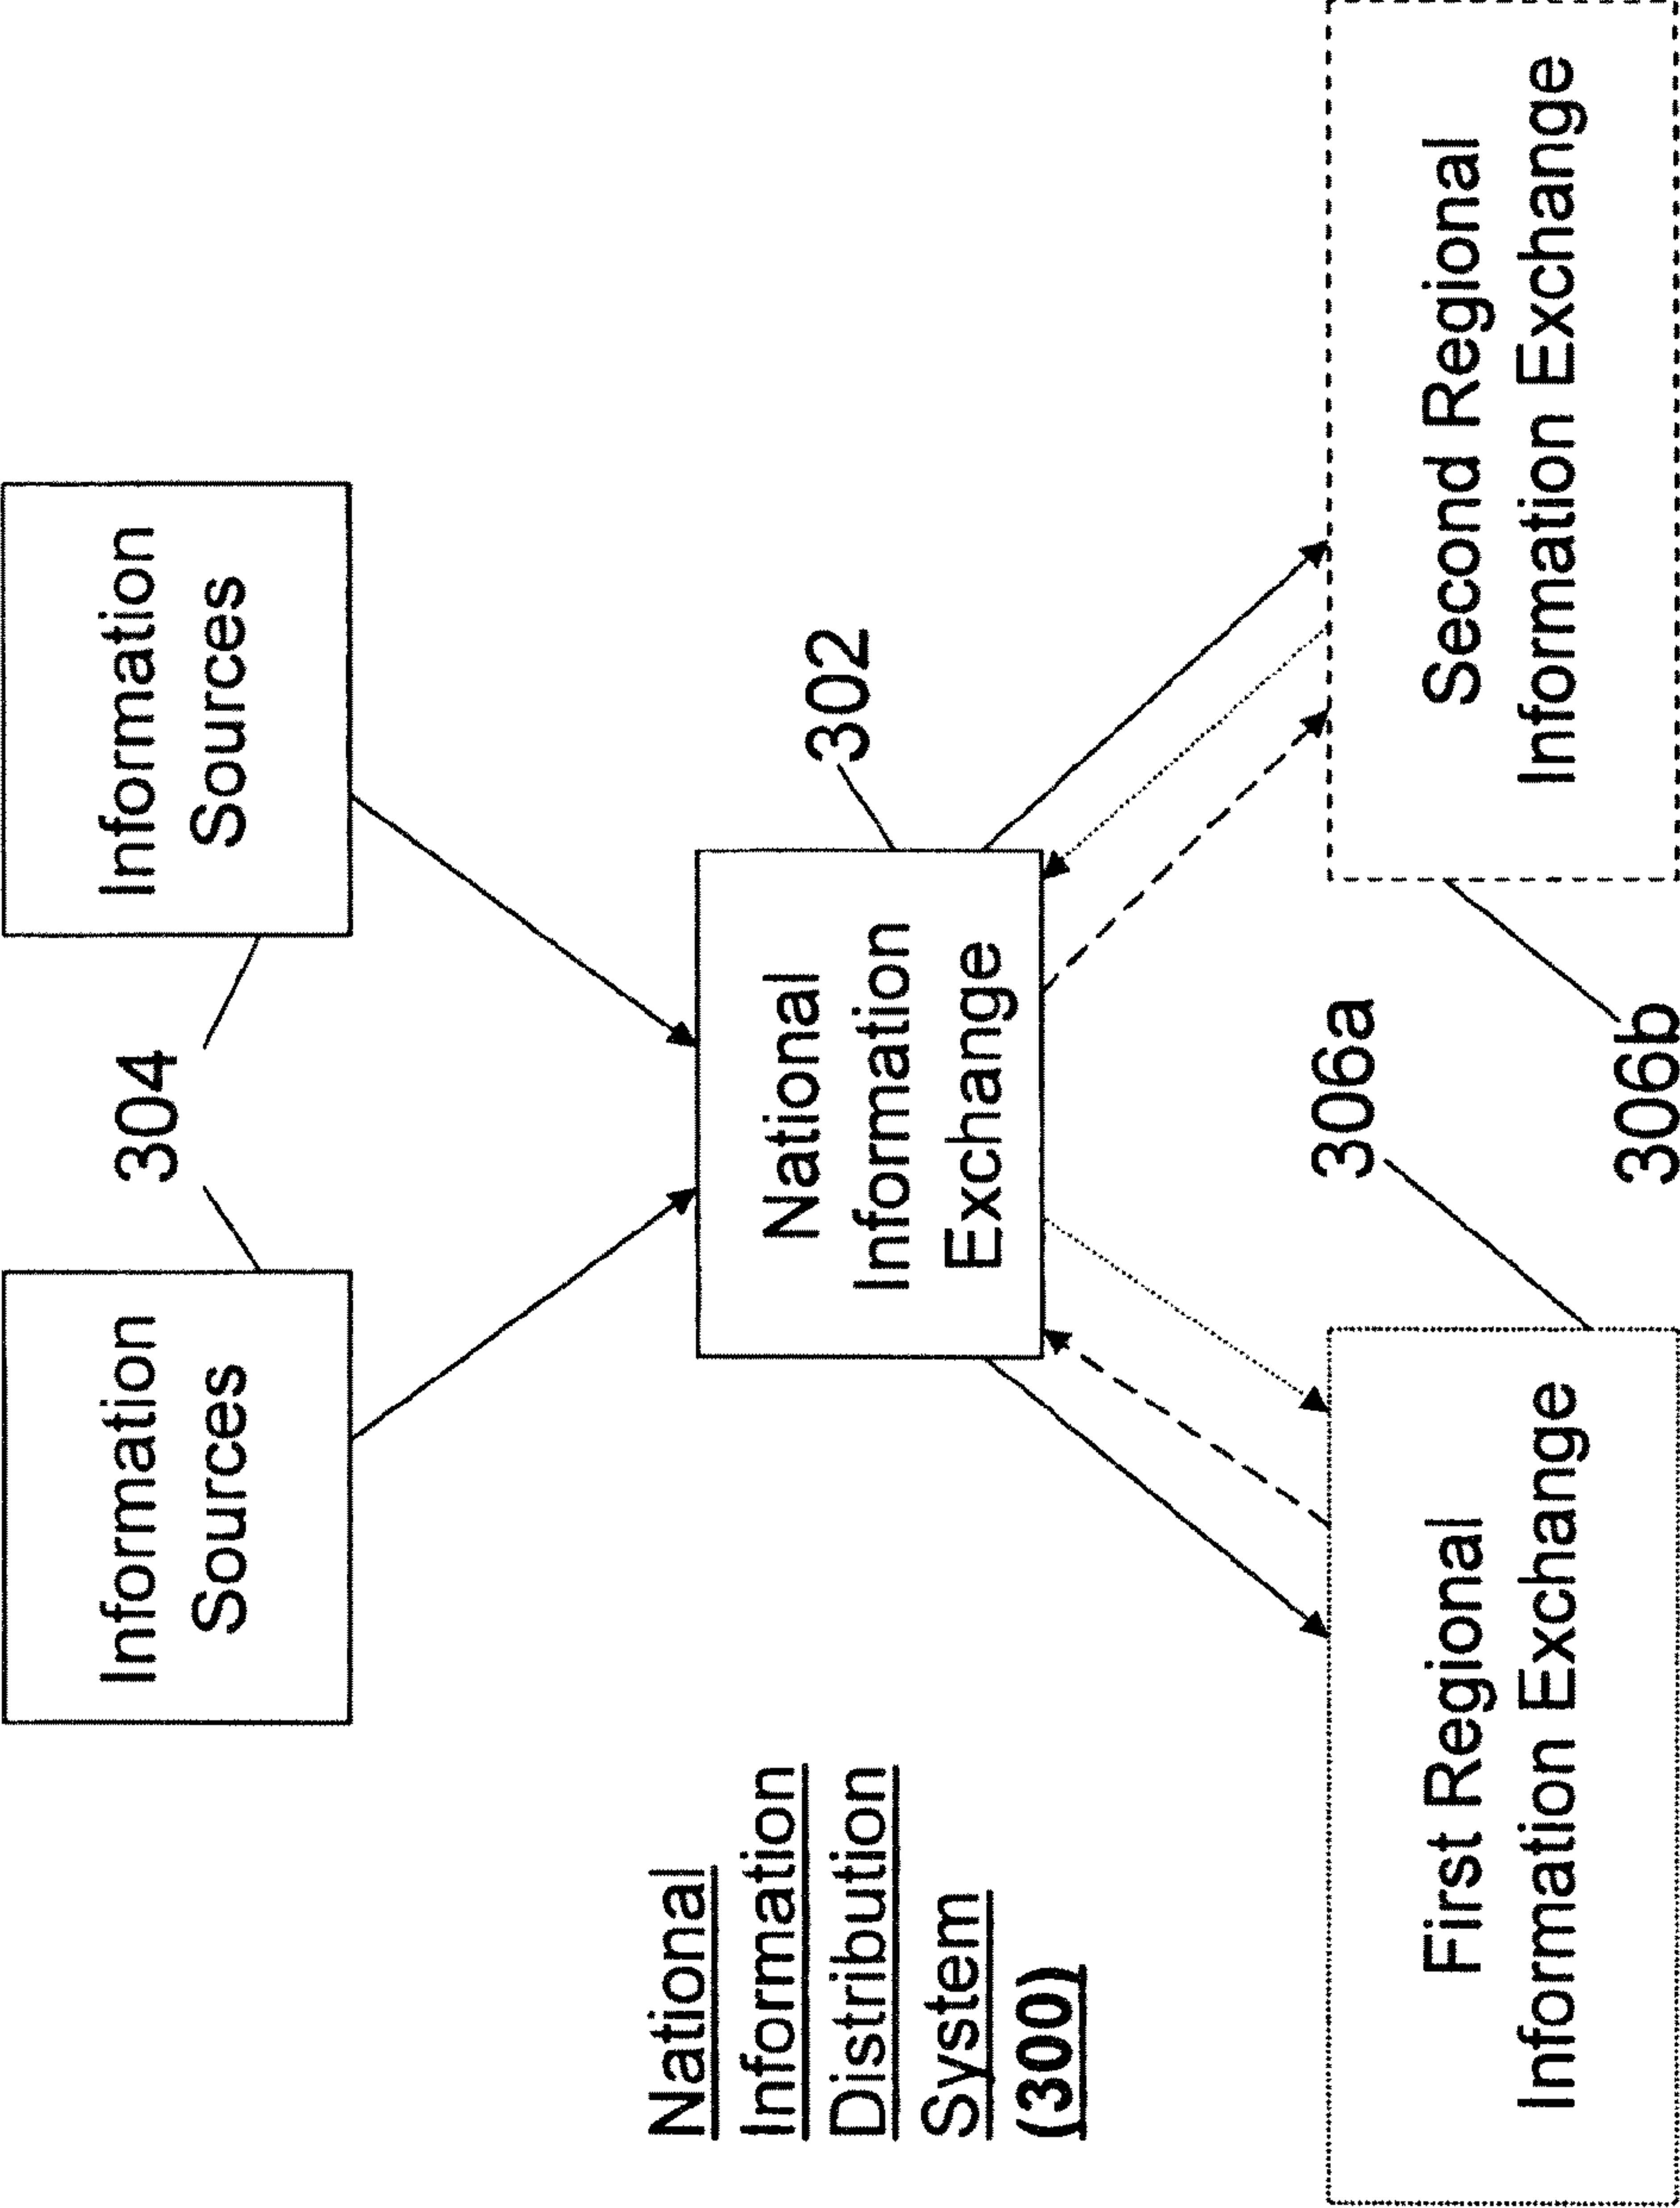 Information
Sources
304
Information
Sources
National
Information
Distribution
System
(300)
National
Information
Exchange
302
First Regional
Information Exchange
306a
306b
Second Regional
Information Exchange